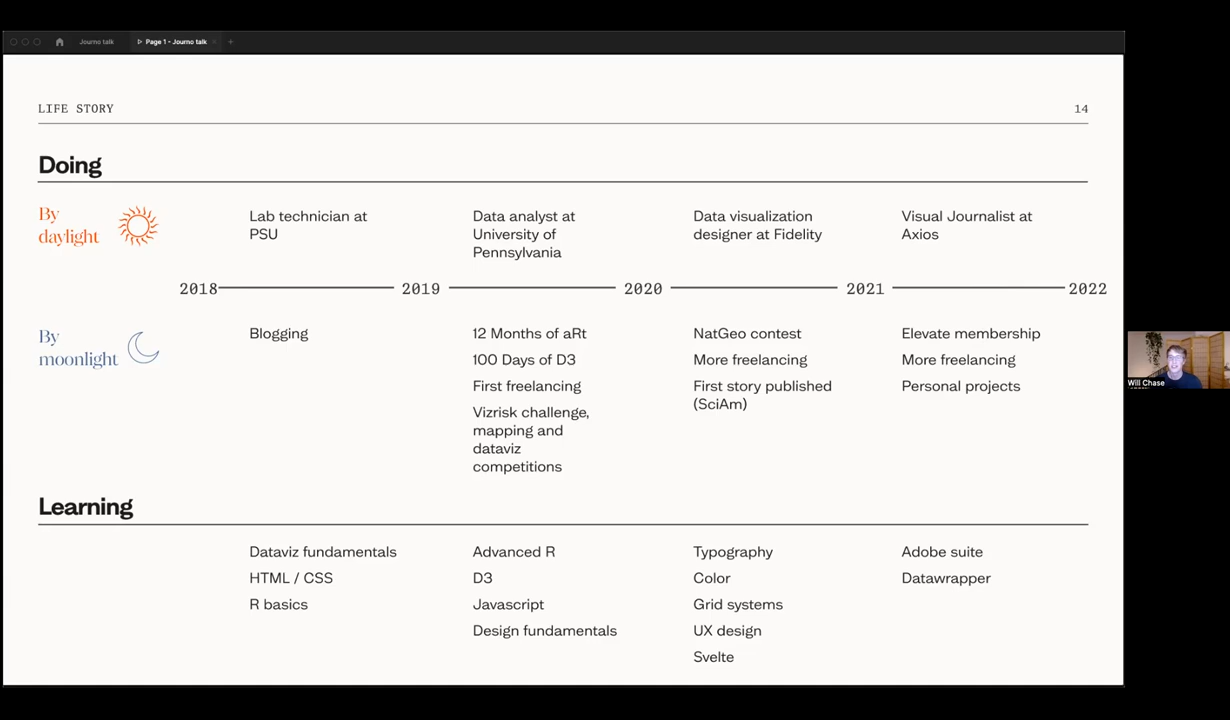 Journo talk
Page 1 - Journo talk
LIFE STORY
14
Doing
By
daylight
Lab technician at
PSU
Data analyst at
University of
Pennsylvania
Data visualization
designer at Fidelity
Visual Journalist at
Axios
2018
2019
2020
2021
2022
By
moonlight
Blogging
12 Months of aRt
100 Days of D3
First freelancing
Vizrisk challenge,
mapping and
dataviz
competitions
NatGeo contest
More freelancing
First story published
(SciAm)
Elevate membership
More freelancing
Personal projects
Will Chase
Learning
Dataviz fundamentals
HTML / CSS
R basics
Advanced R
D3
Javascript
Design fundamentals
Typography
Color
Grid systems
UX design
Svelte
Adobe suite
Datawrapper